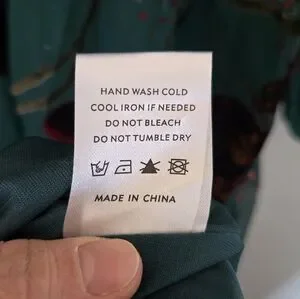 HAND WASH COLD
COOL IRON IF NEEDED
DO NOT BLEACH
DO NOT TUMBLE DRY
MADE IN CHINA